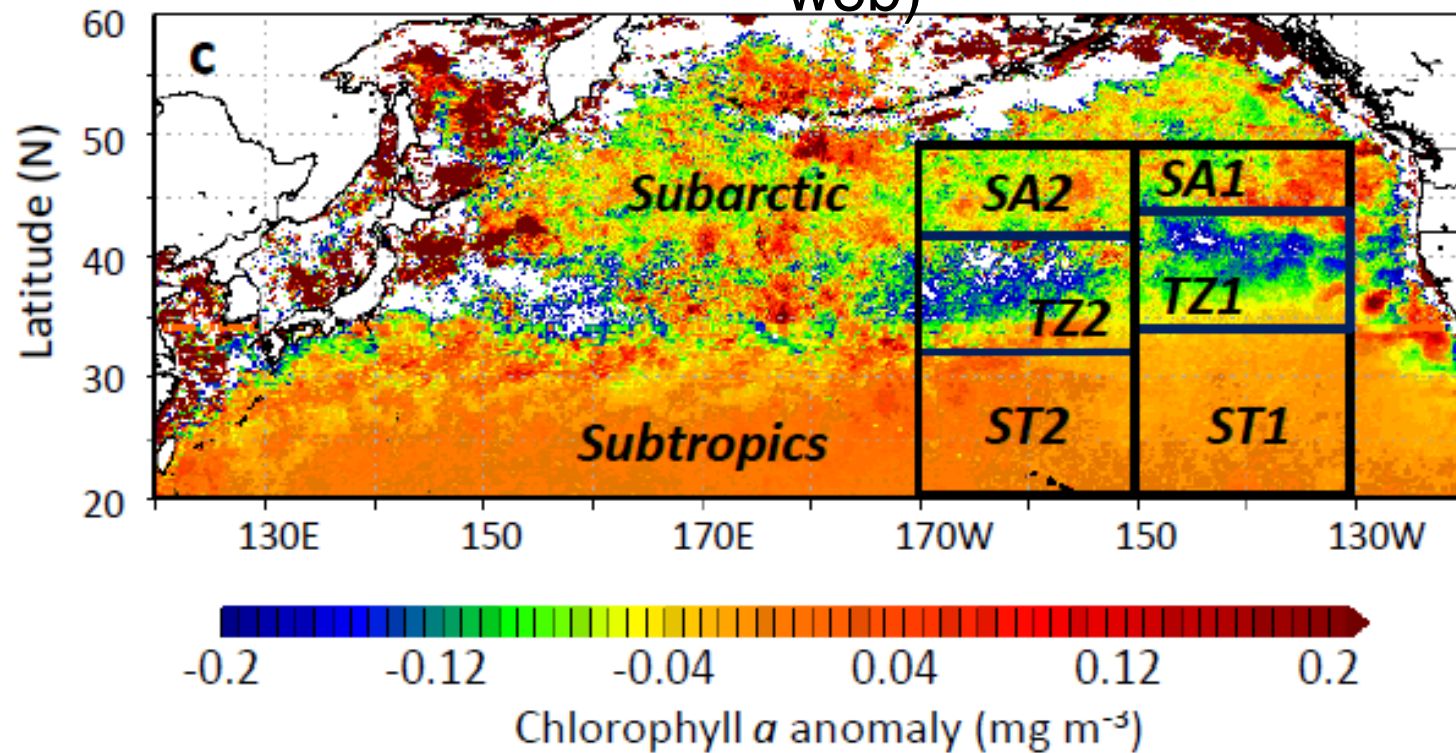 web)
60
c
50
40
30
20
Latitude (N)
Subarctic
SA2
SA1
TZ2
TZ1
ST2
ST1
Subtropics
130E 150 170E 170W 150 130W
-0.2 -0.12 -0.04 0.04 0.12 0.2
Chlorophyll a anomaly (mg m⁻³)